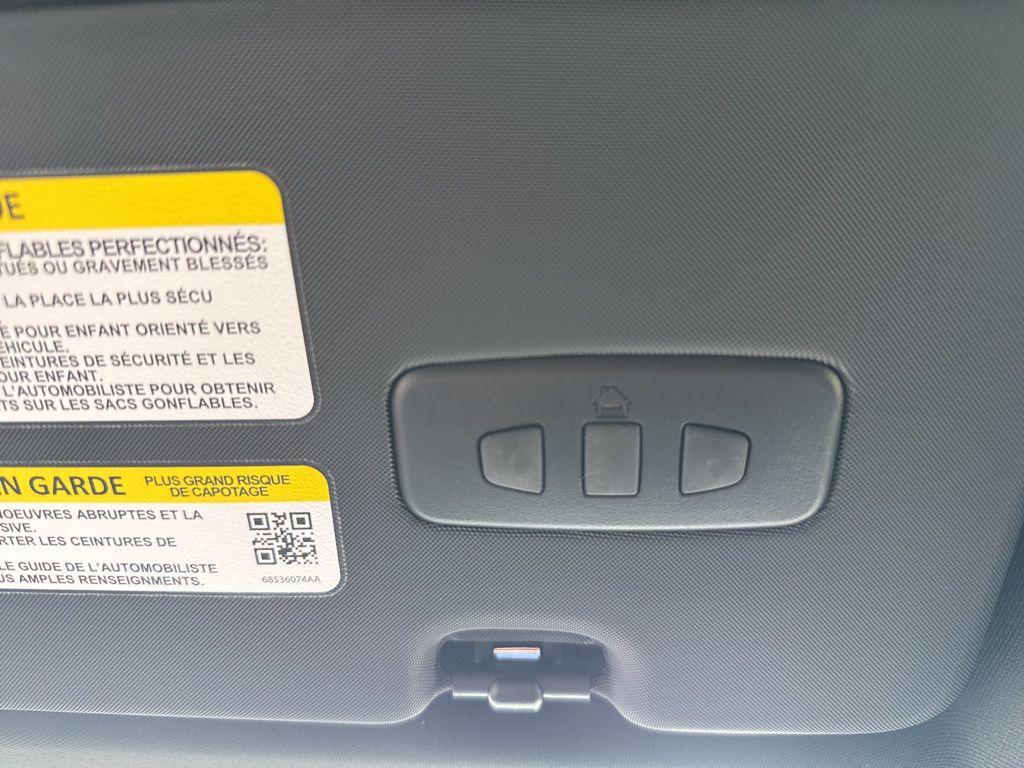 DE
FLABLES PERFECTIONNÉS:
TUÉS OU GRAVEMENT BLESSÉS
LA PLACE LA PLUS SÉCU
E POUR ENFANT ORIENTÉ VERS
ÉHICULE.
EINTURES DE SÉCURITÉ ET LES
OUR ENFANT.
L'AUTOMOBILISTE POUR OBTENIR
TS SUR LES SACS GONFLABLES.
N GARDE PLUS GRAND RISQUE
DE CAPOTAGE
NOEUVRES ABRUPTES ET LA
SIVE.
RTER LES CEINTURES DE
LE GUIDE DE L'AUTOMOBILISTE
US AMPLES RENSEIGNMENTS.
68536074AA